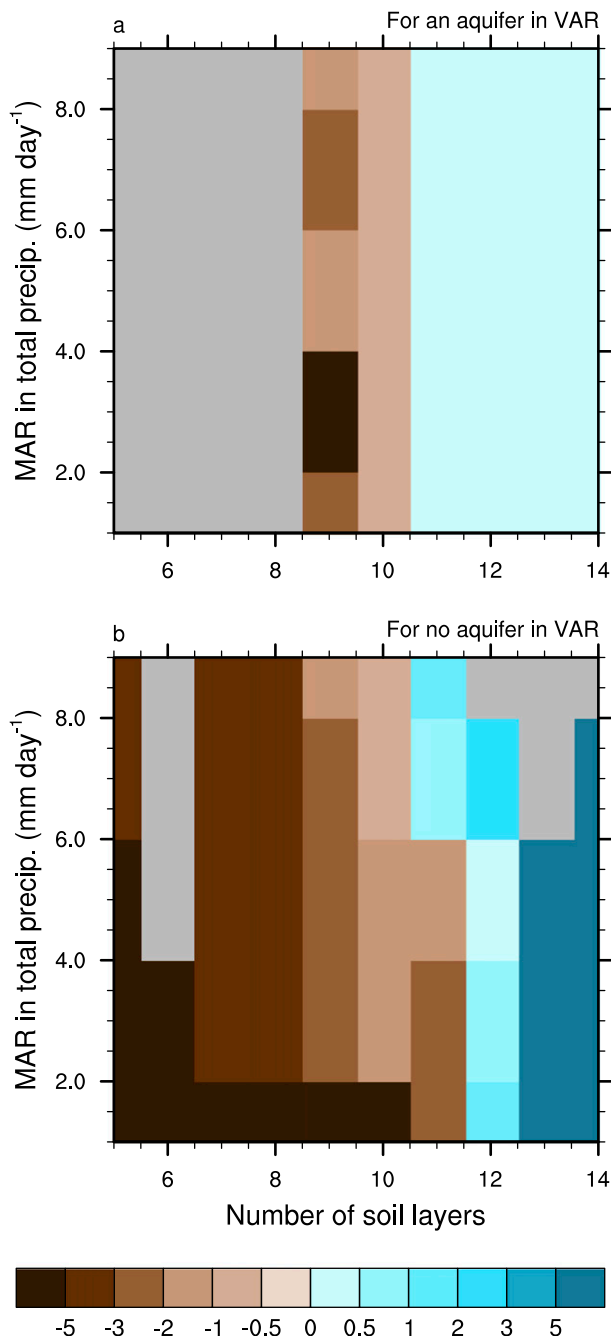 a For an aquifer in VAR
MAR in total precip. (mm day⁻¹)
8.0
6.0
4.0
2.0
6 8 10 12 14
b For no aquifer in VAR
MAR in total precip. (mm day⁻¹)
8.0
6.0
4.0
2.0
6 8 10 12 14
Number of soil layers
-5 -3 -2 -1 -0.5 0 0.5 1 2 3 5